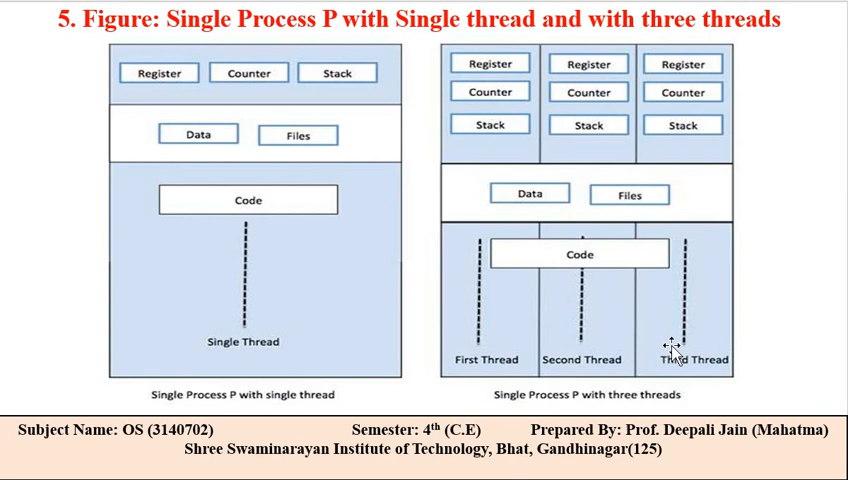 5. Figure: Single Process P with Single thread and with three threads
Register Counter Stack
Data Files
Code
Single Thread
Single Process P with single thread
Register Register Register
Counter Counter Counter
Stack Stack Stack
Data Files
Code
First Thread Second Thread Third Thread
Single Process P with three threads
Subject Name: OS (3140702) Semester: 4th (C.E) Prepared By: Prof. Deepali Jain (Mahatma)
Shree Swaminarayan Institute of Technology, Bhat, Gandhinagar(125)